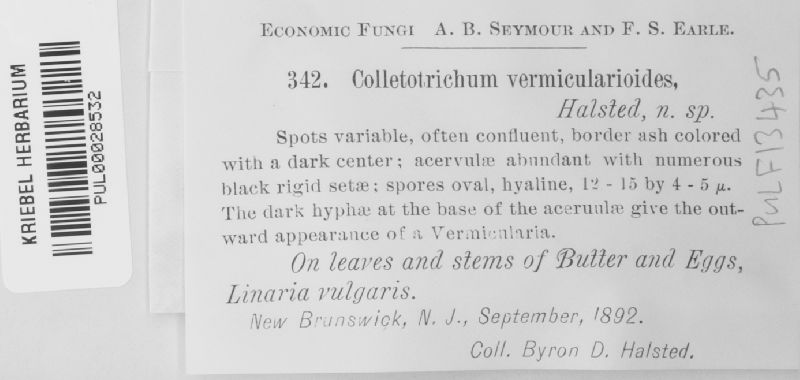 ECONOMIC FUNGI A. B. SEYMOUR AND F. S. EARLE.
342. Colletotrichum vermicularioides,
Halsted, n. sp.
Spots variable, often confluent, border ash colored
with a dark center; acervulæ abundant with numerous
black rigid setæ; spores oval, hyaline, 12 - 15 by 4 - 5 µ.
The dark hyphæ at the base of the aceruulæ give the out-
ward appearance of a Vermicularia.
On leaves and stems of Butter and Eggs,
Linaria vulgaris.
New Brunswick, N. J., September, 1892.
Coll. Byron D. Halsted.
KRIEBEL HERBARIUM
PUL00028532
PULF13435